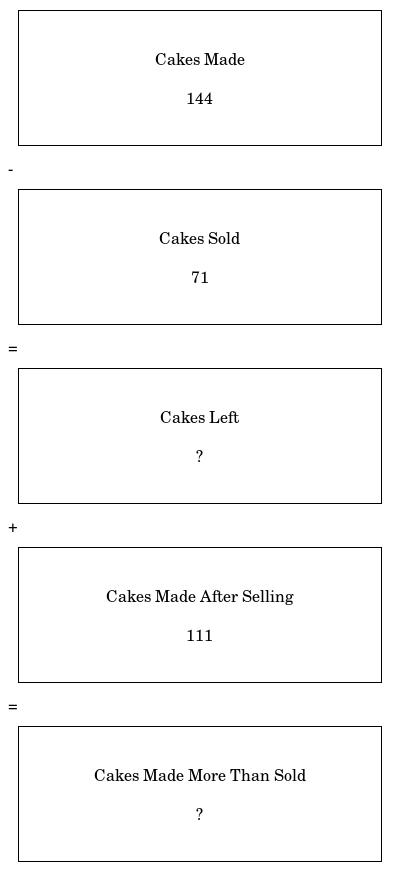 Cakes Made
144
-
Cakes Sold
71
=
Cakes Left
?
+
Cakes Made After Selling
111
=
Cakes Made More Than Sold
?